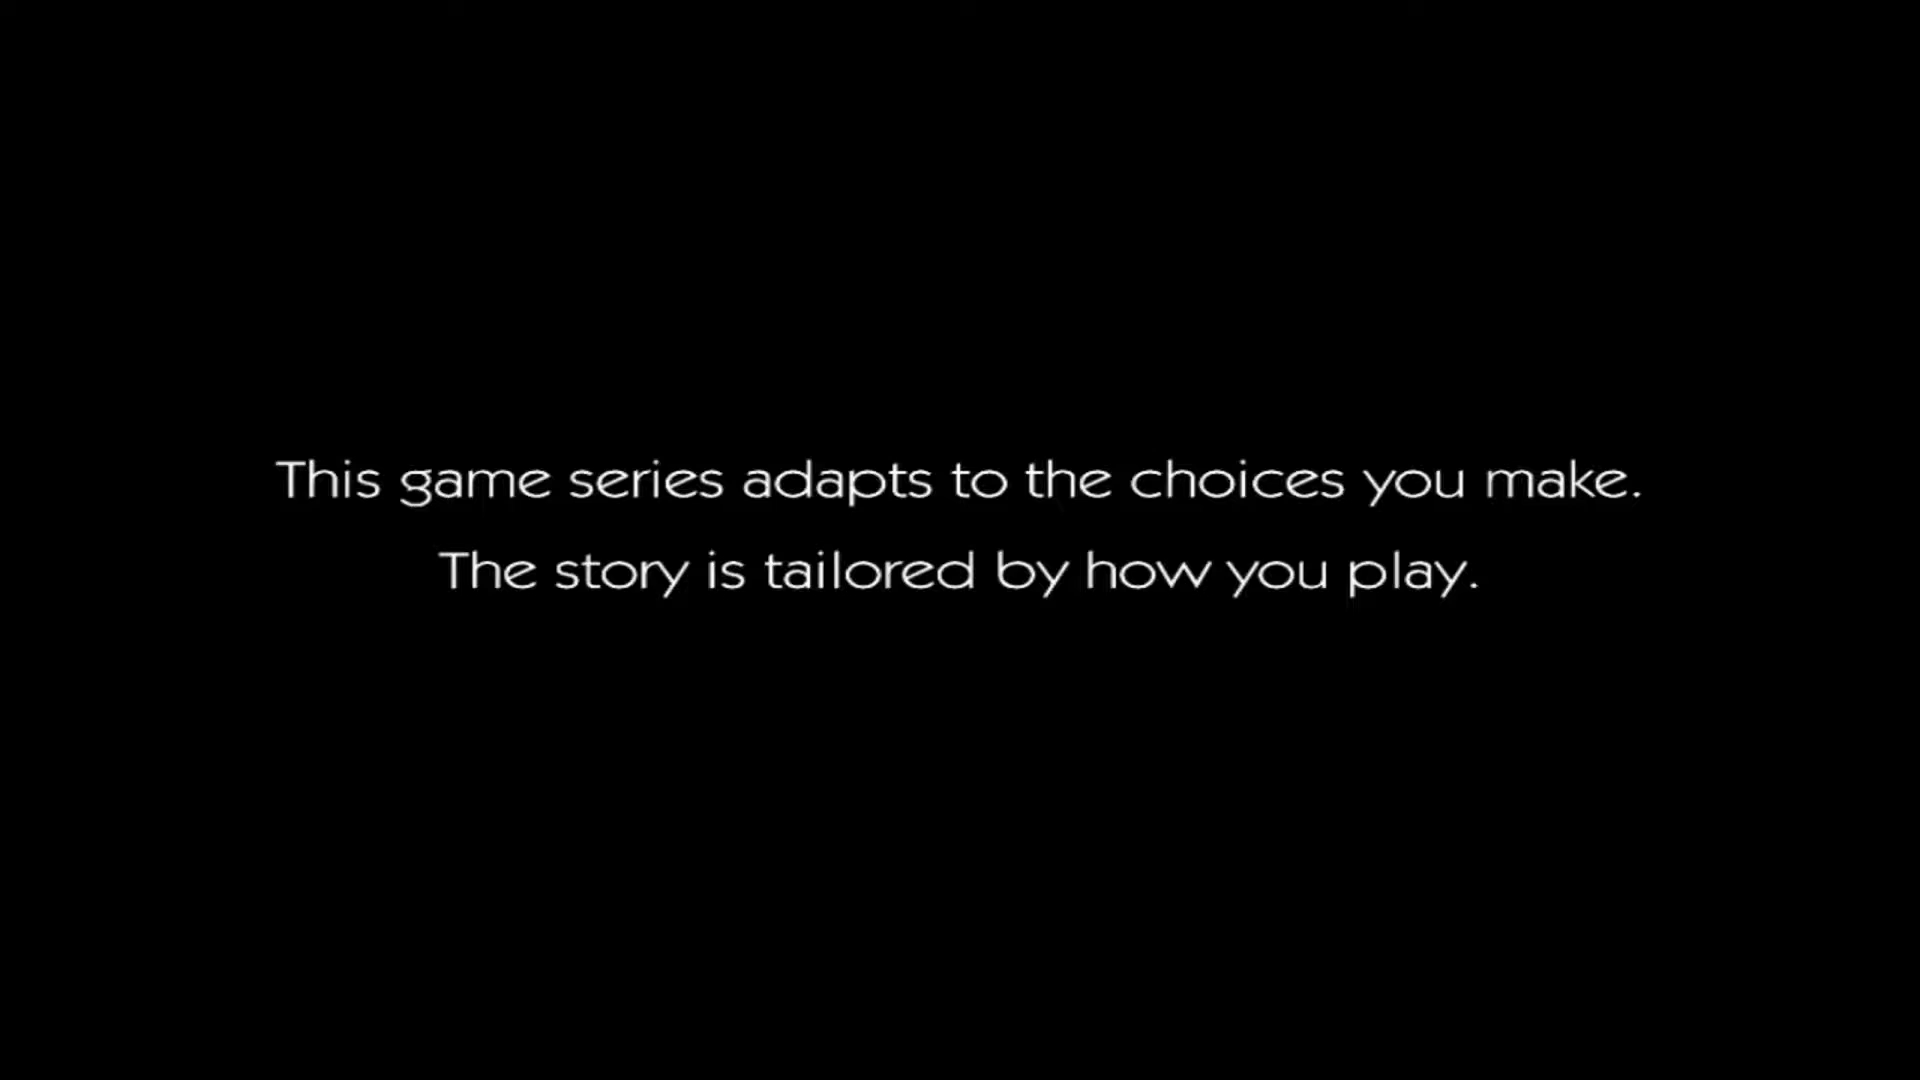 This game series adapts to the choices you make.
The story is tailored by how you play.